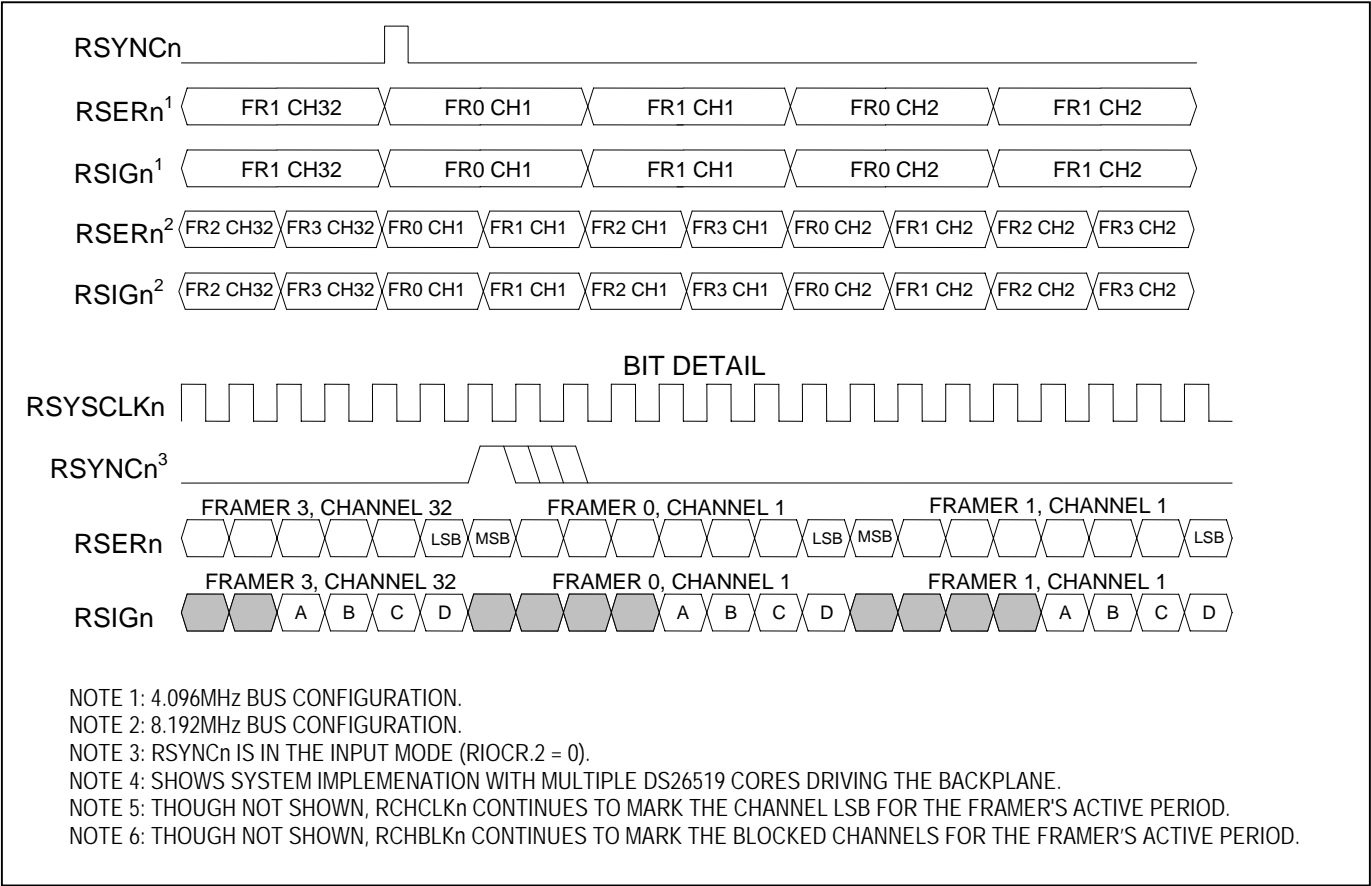 RSYNCn
RSERn1 FR1 CH32 FR0 CH1 FR1 CH1 FR0 CH2 FR1 CH2
RSIGn1 FR1 CH32 FR0 CH1 FR1 CH1 FR0 CH2 FR1 CH2
RSERn2 FR2 CH32 FR3 CH32 FR0 CH1 FR1 CH1 FR2 CH1 FR3 CH1 FR0 CH2 FR1 CH2 FR2 CH2 FR3 CH2
RSIGn2 FR2 CH32 FR3 CH32 FR0 CH1 FR1 CH1 FR2 CH1 FR3 CH1 FR0 CH2 FR1 CH2 FR2 CH2 FR3 CH2
BIT DETAIL
RSYSCLKn
RSYNCn3
FRAMER 3, CHANNEL 32 FRAMER 0, CHANNEL 1 FRAMER 1, CHANNEL 1
RSERn LSB MSB LSB MSB LSB
FRAMER 3, CHANNEL 32 FRAMER 0, CHANNEL 1 FRAMER 1, CHANNEL 1
RSIGn A B C D A B C D A B C D
NOTE 1: 4.096MHz BUS CONFIGURATION.
NOTE 2: 8.192MHz BUS CONFIGURATION.
NOTE 3: RSYNCn IS IN THE INPUT MODE (RIOCR.2 = 0).
NOTE 4: SHOWS SYSTEM IMPLEMENATION WITH MULTIPLE DS26519 CORES DRIVING THE BACKPLANE.
NOTE 5: THOUGH NOT SHOWN, RCHCLKn CONTINUES TO MARK THE CHANNEL LSB FOR THE FRAMER'S ACTIVE PERIOD.
NOTE 6: THOUGH NOT SHOWN, RCHBLKn CONTINUES TO MARK THE BLOCKED CHANNELS FOR THE FRAMER’S ACTIVE PERIOD.